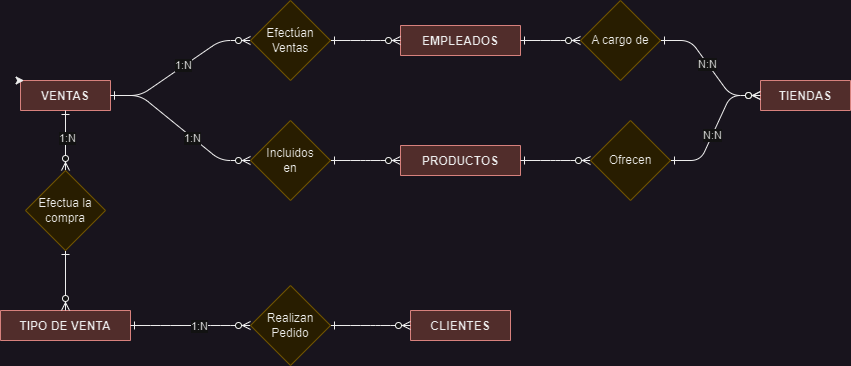 Efectúan
Ventas
EMPLEADOS
A cargo de
1:N
N:N
VENTAS
TIENDAS
1:N
1:N
N:N
Incluidos
en
PRODUCTOS
Ofrecen
Efectua la
compra
TIPO DE VENTA
1:N
Realizan
Pedido
CLIENTES